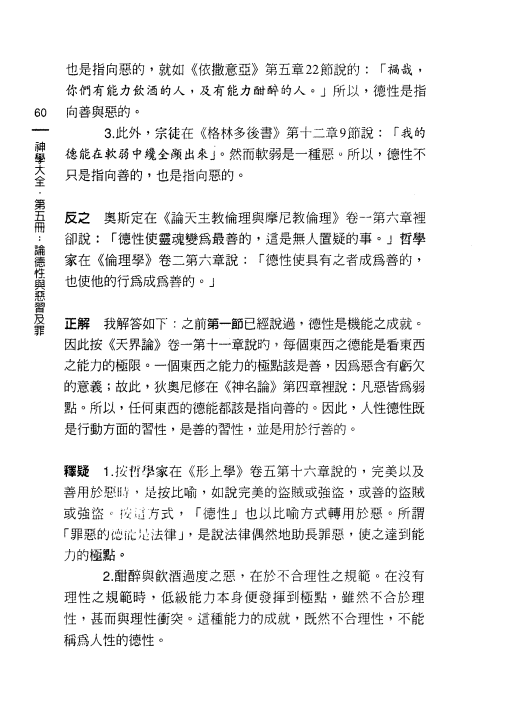 也是指向惡的，就如《依撒意亞》第五章22節說的：「禍哉，
你們有能力飲酒的人，及有能力酣醉的人。」所以，德性是指
向善與惡的。
3.此外，宗徒在《格林多後書》第十二章9節說：「我的
德能在軟弱中纔全顯出來」。然而軟弱是一種惡。所以，德性不
只是指向善的，也是指向惡的。
反之 奧斯定在《論天主教倫理與摩尼教倫理》卷一第六章裡
卻說：「德性使靈魂變爲最善的，這是無人置疑的事。」哲學
家在《倫理學》卷二第六章說：「德性使具有之者成爲善的，
也使他的行爲成爲善的。」
正解 我解答如下：之前第一節已經說過，德性是機能之成就。
因此按《天界論》卷一第十一章說的，每個東西之德能是看東西
之能力的極限。一個東西之能力的極點該是善，因爲惡含有虧欠
的意義；故此，狄奧尼修在《神名論》第四章裡說：凡惡皆爲弱
點。所以，任何東西的德能都該是指向善的。因此，人性德性既
是行動方面的習性，是善的習性，並是用於行善的。
釋疑 1.按哲學家在《形上學》卷五第十六章說的，完美以及
善用於惡時，是按比喻，如說完美的盜賊或強盜，或善的盜賊
或強盜。按這方式，「德性」也以比喻方式轉用於惡。所謂
「罪惡的德能是法律」，是說法律偶然地助長罪惡，使之達到能
力的極點。
2.酣醉與飲酒過度之惡，在於不合理性之規範。在沒有
理性之規範時，低級能力本身便發揮到極點，雖然不合於理
性，甚而與理性衝突。這種能力的成就，既然不合理性，不能
稱爲人性的德性。
60
神學大全．第五冊：論德性與惡習及罪